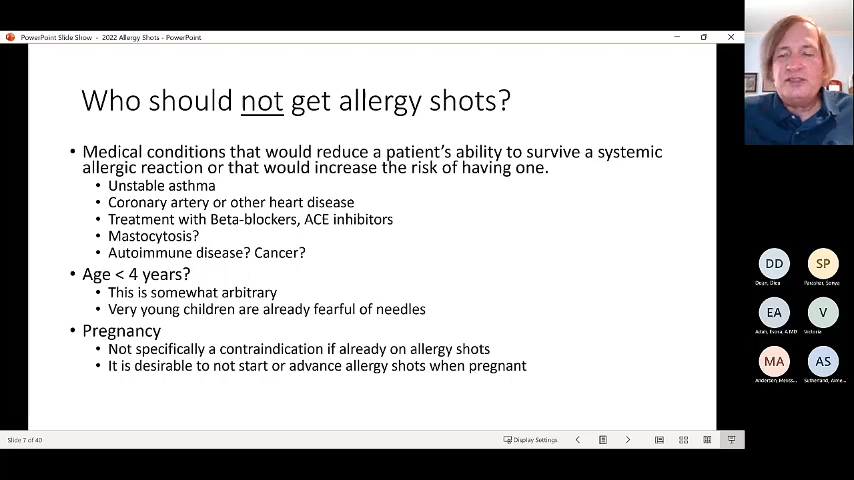 PowerPoint Slide Show - 2022 Allergy Shots - PowerPoint
Who should not get allergy shots?
• Medical conditions that would reduce a patient's ability to survive a systemic
allergic reaction or that would increase the risk of having one.
• Unstable asthma
• Coronary artery or other heart disease
• Treatment with Beta-blockers, ACE inhibitors
• Mastocytosis?
• Autoimmune disease? Cancer?
• Age < 4 years?
• This is somewhat arbitrary
• Very young children are already fearful of needles
• Pregnancy
• Not specifically a contraindication if already on allergy shots
• It is desirable to not start or advance allergy shots when pregnant
DD
SP
EA
V
Victoria
MA
AS
Slide 7 of 40
Display Settings